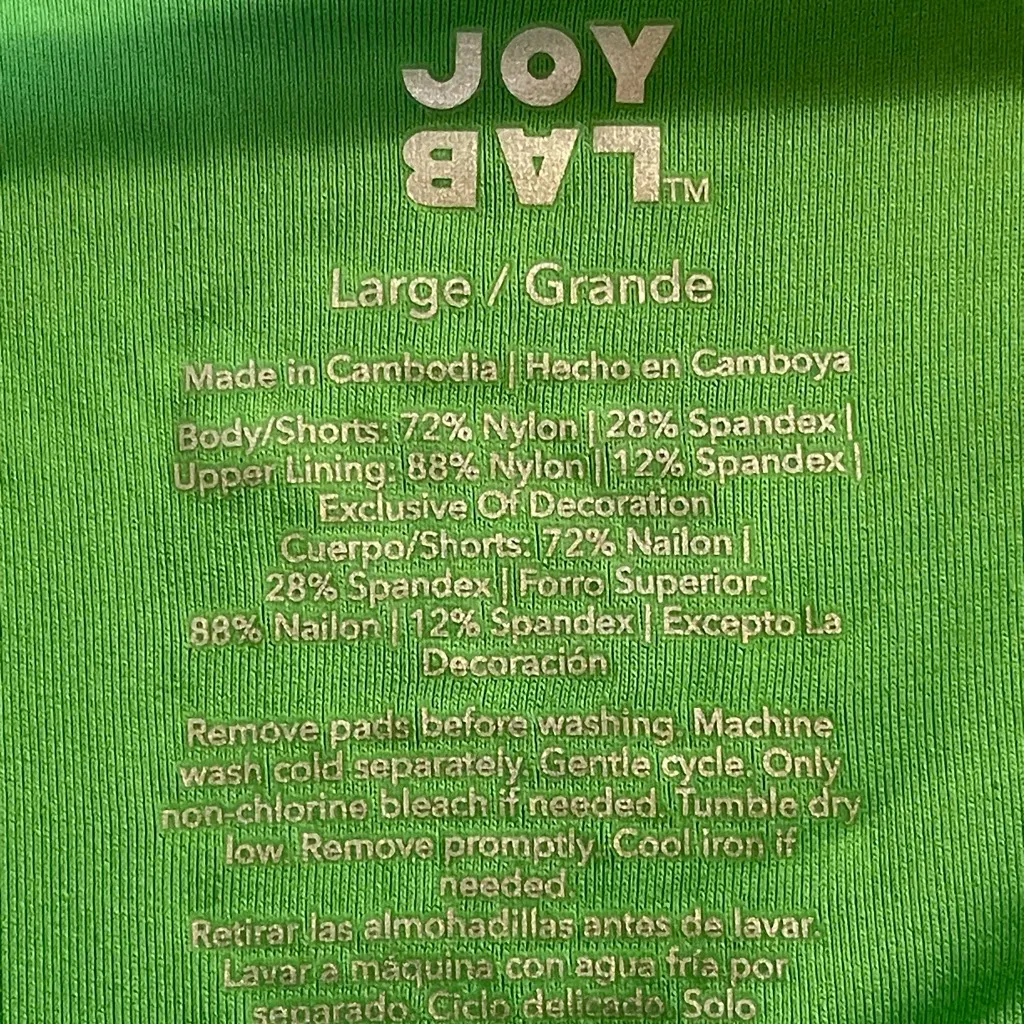 JOY
LAB™
Large / Grande
Made in Cambodia | Hecho en Camboya
Body/Shorts: 72% Nylon | 28% Spandex |
Upper Lining: 88% Nylon | 12% Spandex |
Exclusive Of Decoration
Cuerpo/Shorts: 72% Nailon |
28% Spandex | Forro Superior:
88% Nailon | 12% Spandex | Excepto La
Decoración
Remove pads before washing. Machine
wash cold separately. Gentle cycle. Only
non-chlorine bleach if needed. Tumble dry
low. Remove promptly. Cool iron if
needed.
Retirar las almohadillas antes de lavar.
Lavar a máquina con agua fría por
separado. Ciclo delicado. Solo